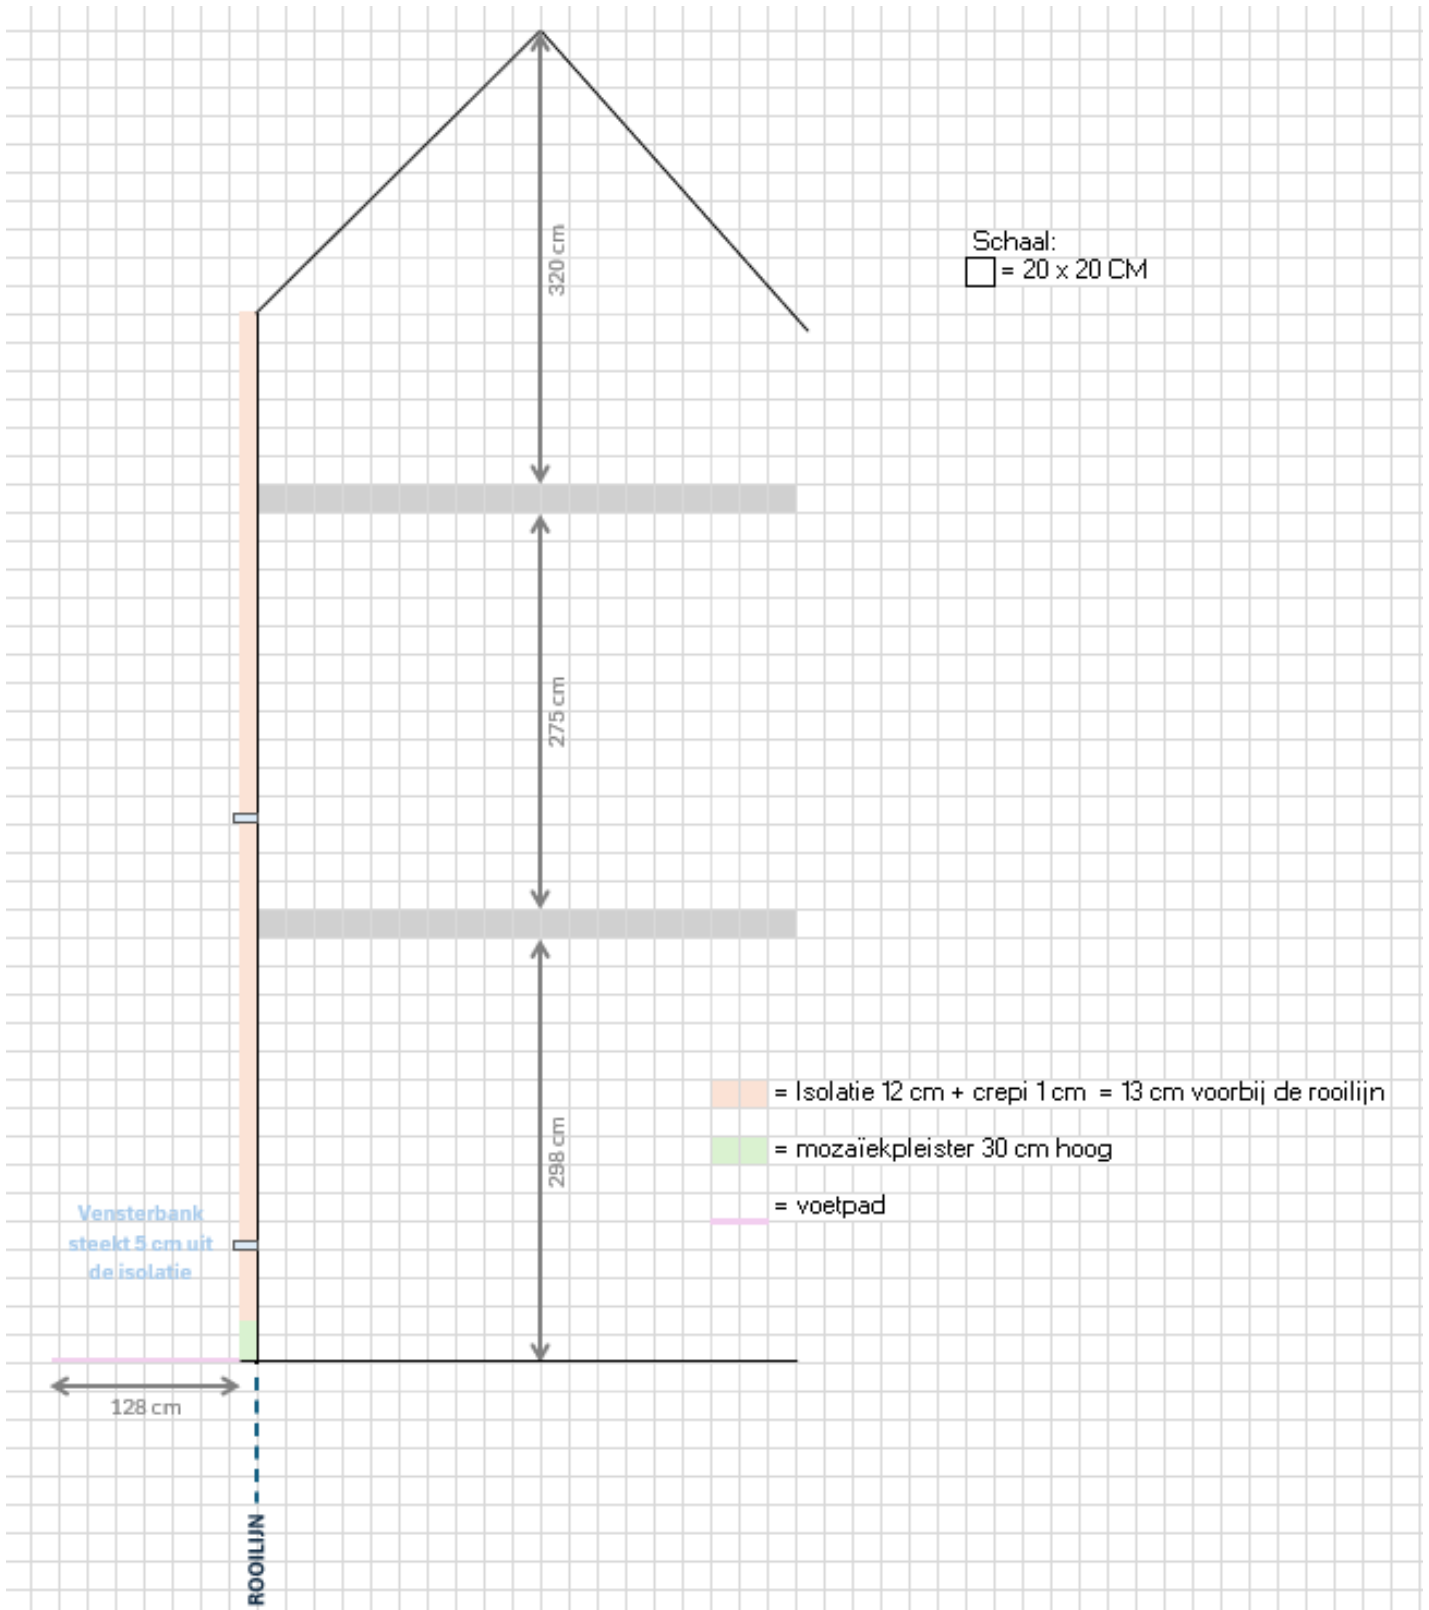 320 cm
Schaal:
= 20 x 20 CM
275 cm
298 cm
= Isolatie 12 cm + crepi 1 cm = 13 cm voorbij de rooilijn
= mozaïekpleister 30 cm hoog
= voetpad
Vensterbank
steekt 5 cm uit
de isolatie
128 cm
ROOILIJN